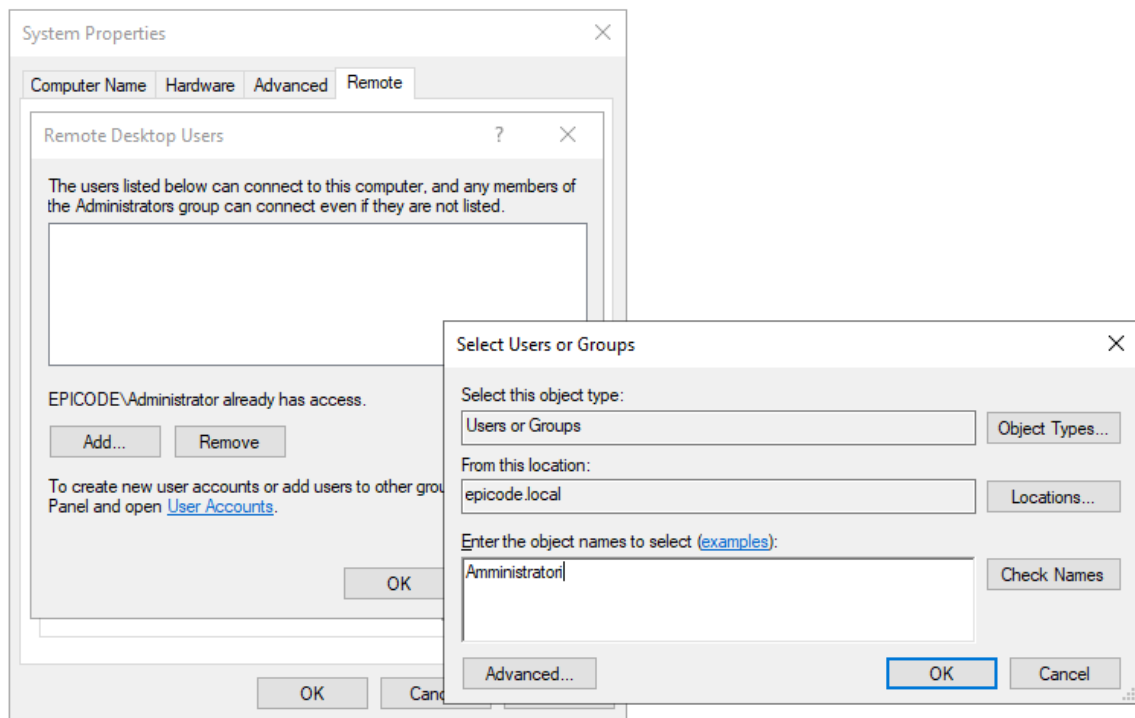 System Properties
Computer Name Hardware Advanced Remote
Remote Desktop Users
?
The users listed below can connect to this computer, and any members of
the Administrators group can connect even if they are not listed.
EPICODE\Administrator already has access.
Add... Remove
To create new user accounts or add users to other
Panel and open User Accounts.
OK
OK
Select Users or Groups
Select this object type:
Users or Groups
Object Types...
From this location:
epicode.local
Locations...
Enter the object names to select (examples):
Amministratori
Check Names
Advanced...
OK Cancel